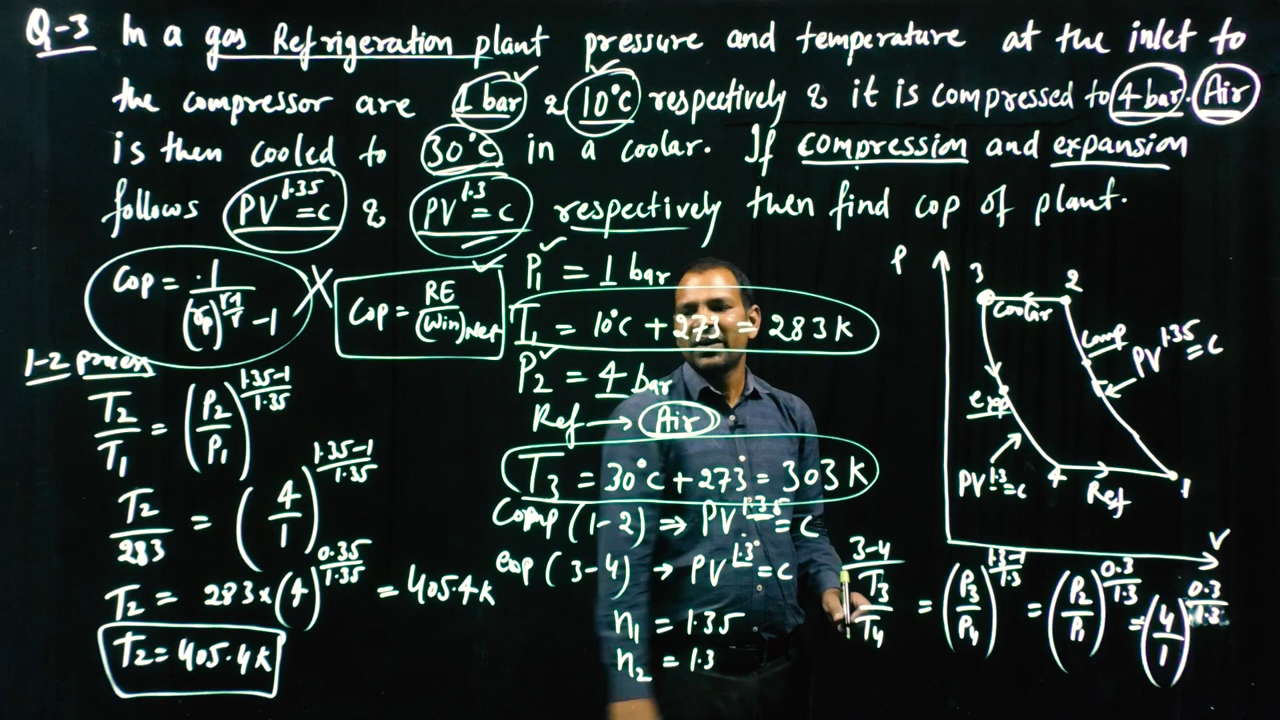 Q-3 In a gas Refrigeration plant pressure and temperature at the inlet to
the compressor are 1 bar & 10°C respectively & it is compressed to 4 bar. Air
is then cooled to 30°C in a coolar. If compression and expansion
follows PV^1.35=C & PV^1.3=C respectively then find cop of plant.
Cop = 1/((rp)^(r-1/r) - 1)
X
Cop = RE/(Win)Net
1-2 process
T2/T1 = (P2/P1)^(1.35-1/1.35)
T2/283 = (4/1)^(1.35-1/1.35)
T2 = 283×(4)^(0.35/1.35) = 405.4K
T2=405.4K
P1 = 1 bar
T1 = 10°C + 273 = 283K
P2 = 4 bar
Ref → Air
T3 = 30°C+273 = 303K
Comp (1-2) ⇒ PV^1.35=C
exp (3-4) → PV^1.3=C
n1 = 1.35
n2 = 1.3
P
3 2
Coolar
Comp
PV^1.35=C
exp
PV^1.3=C
4 Ref 1
V
3-4
T3/T4 = (P3/P4)^(1.3-1/1.3) = (P2/P1)^(0.3/1.3) = (4/1)^(0.3/1.3)